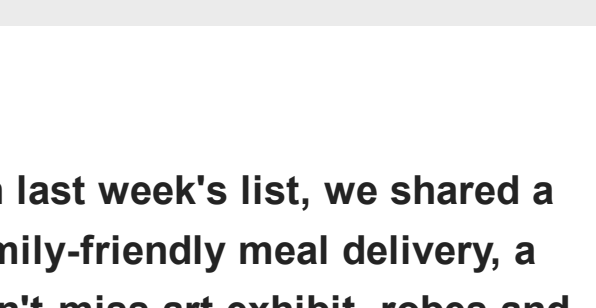 last week's list, we shared a
mily-friendly meal delivery, a
n't miss art exhibit, robes and